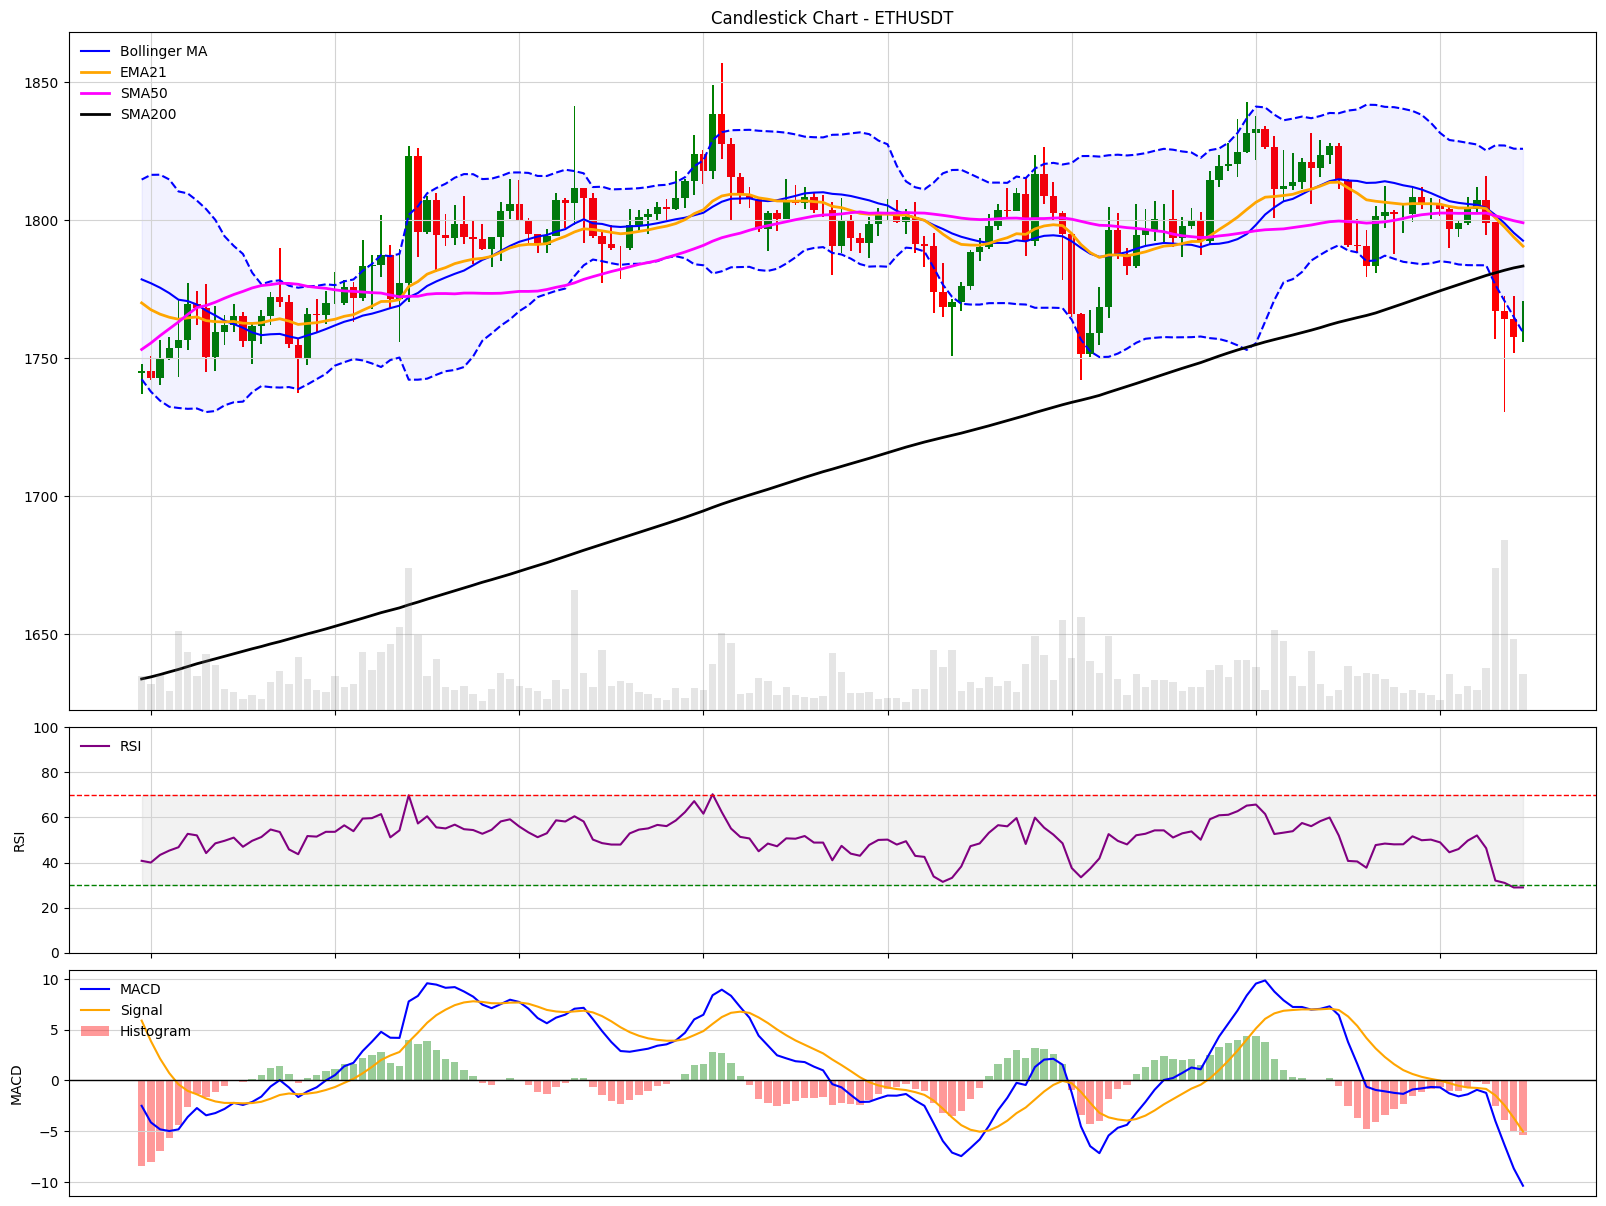 Candlestick Chart - ETHUSDT
Bollinger MA
EMA21
SMA50
SMA200
1850
1800
1750
1700
1650
RSI
100
80
60
40
20
0
RSI
MACD
Signal
Histogram
10
5
0
−5
−10
MACD